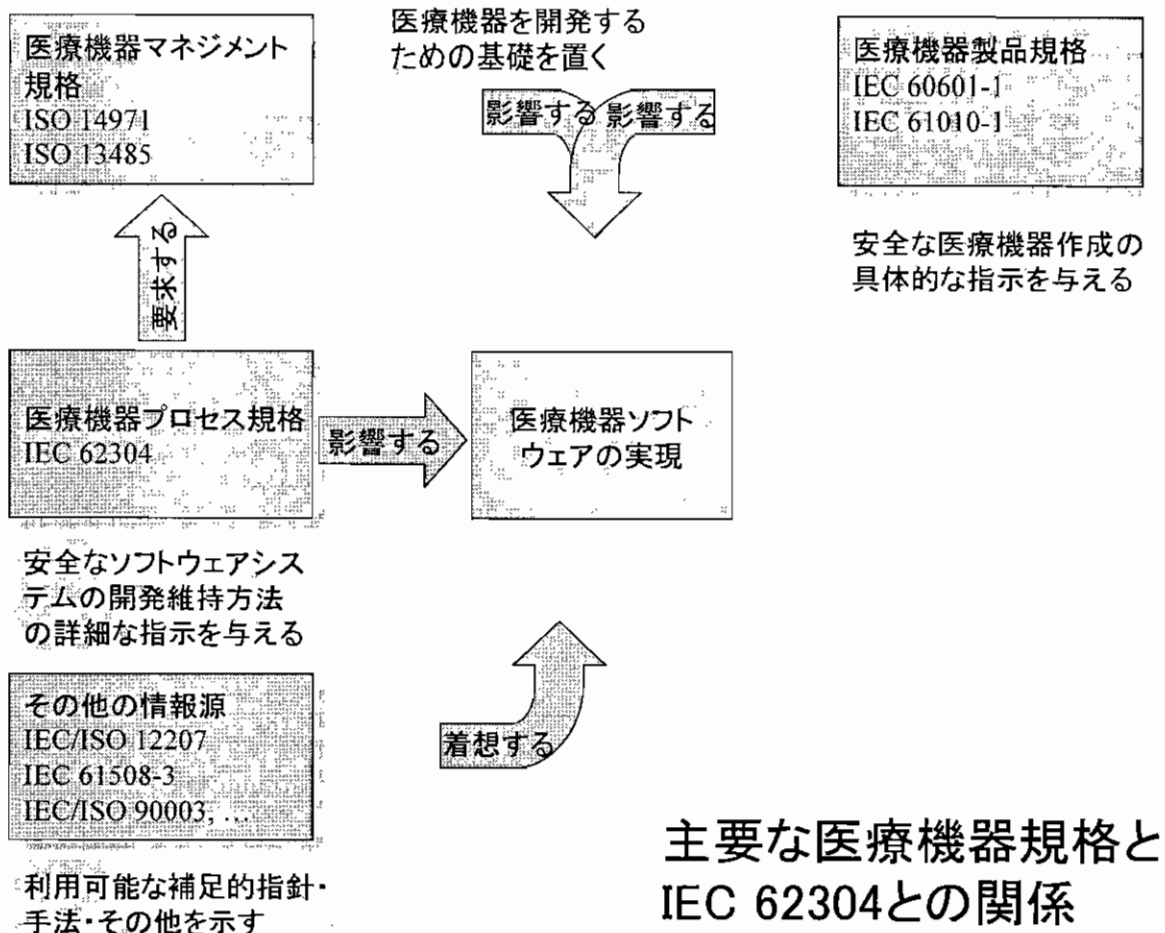 医療機器マネジメント
規格
ISO 14971
ISO 13485
医療機器を開発する
ための基礎を置く
影響する
影響する
医療機器製品規格
IEC 60601-1
IEC 61010-1
安全な医療機器作成の
具体的な指示を与える
要求する
医療機器プロセス規格
IEC 62304
影響する
医療機器ソフト
ウェアの実現
安全なソフトウェアシス
テムの開発維持方法
の詳細な指示を与える
その他の情報源
IEC/ISO 12207
IEC 61508-3
IEC/ISO 90003, …
着想する
利用可能な補足的指針・
手法・その他を示す
主要な医療機器規格と
IEC 62304との関係